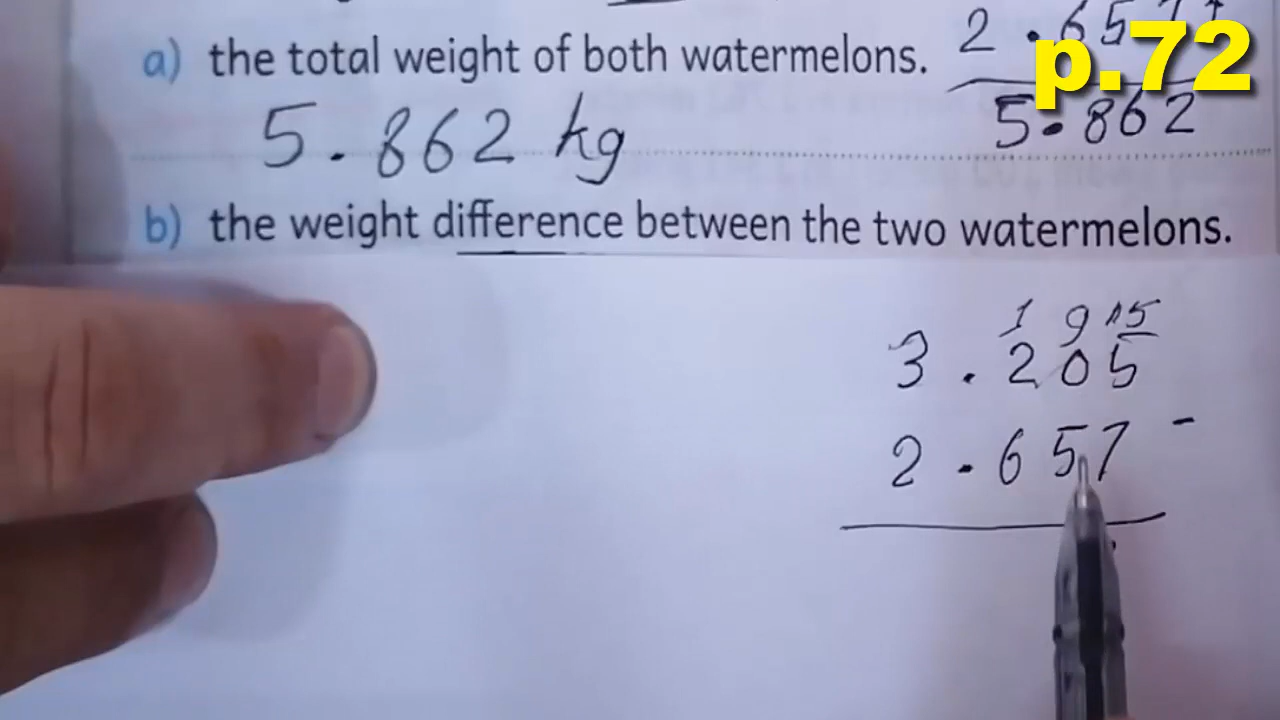 2 . 65
p.72
a) the total weight of both watermelons.
5.862
5.862 kg
b) the weight difference between the two watermelons.
1 9 15
3.205
2.657 -